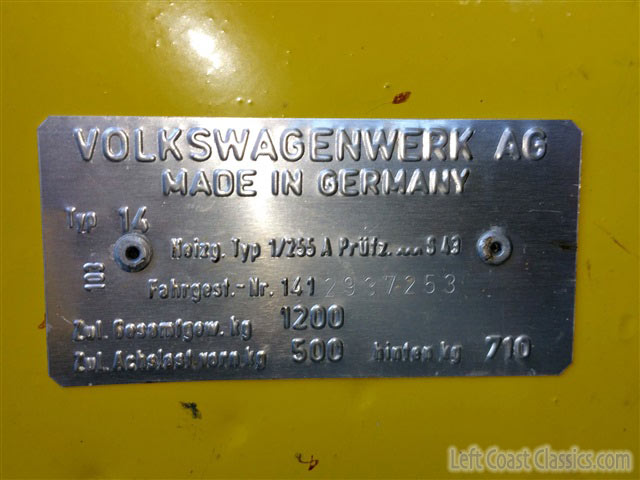 VOLKSWAGENWERK AG
MADE IN GERMANY
Typ 14
Heizg. Typ 1/255 A Prüfz. ... S 43
103
Fahrgest.-Nr. 141 2937253
Zul. Gesamtgew. kg 1200
Zul. Achslast vorn kg 500 hinten kg 710
Left Coast Classics.com